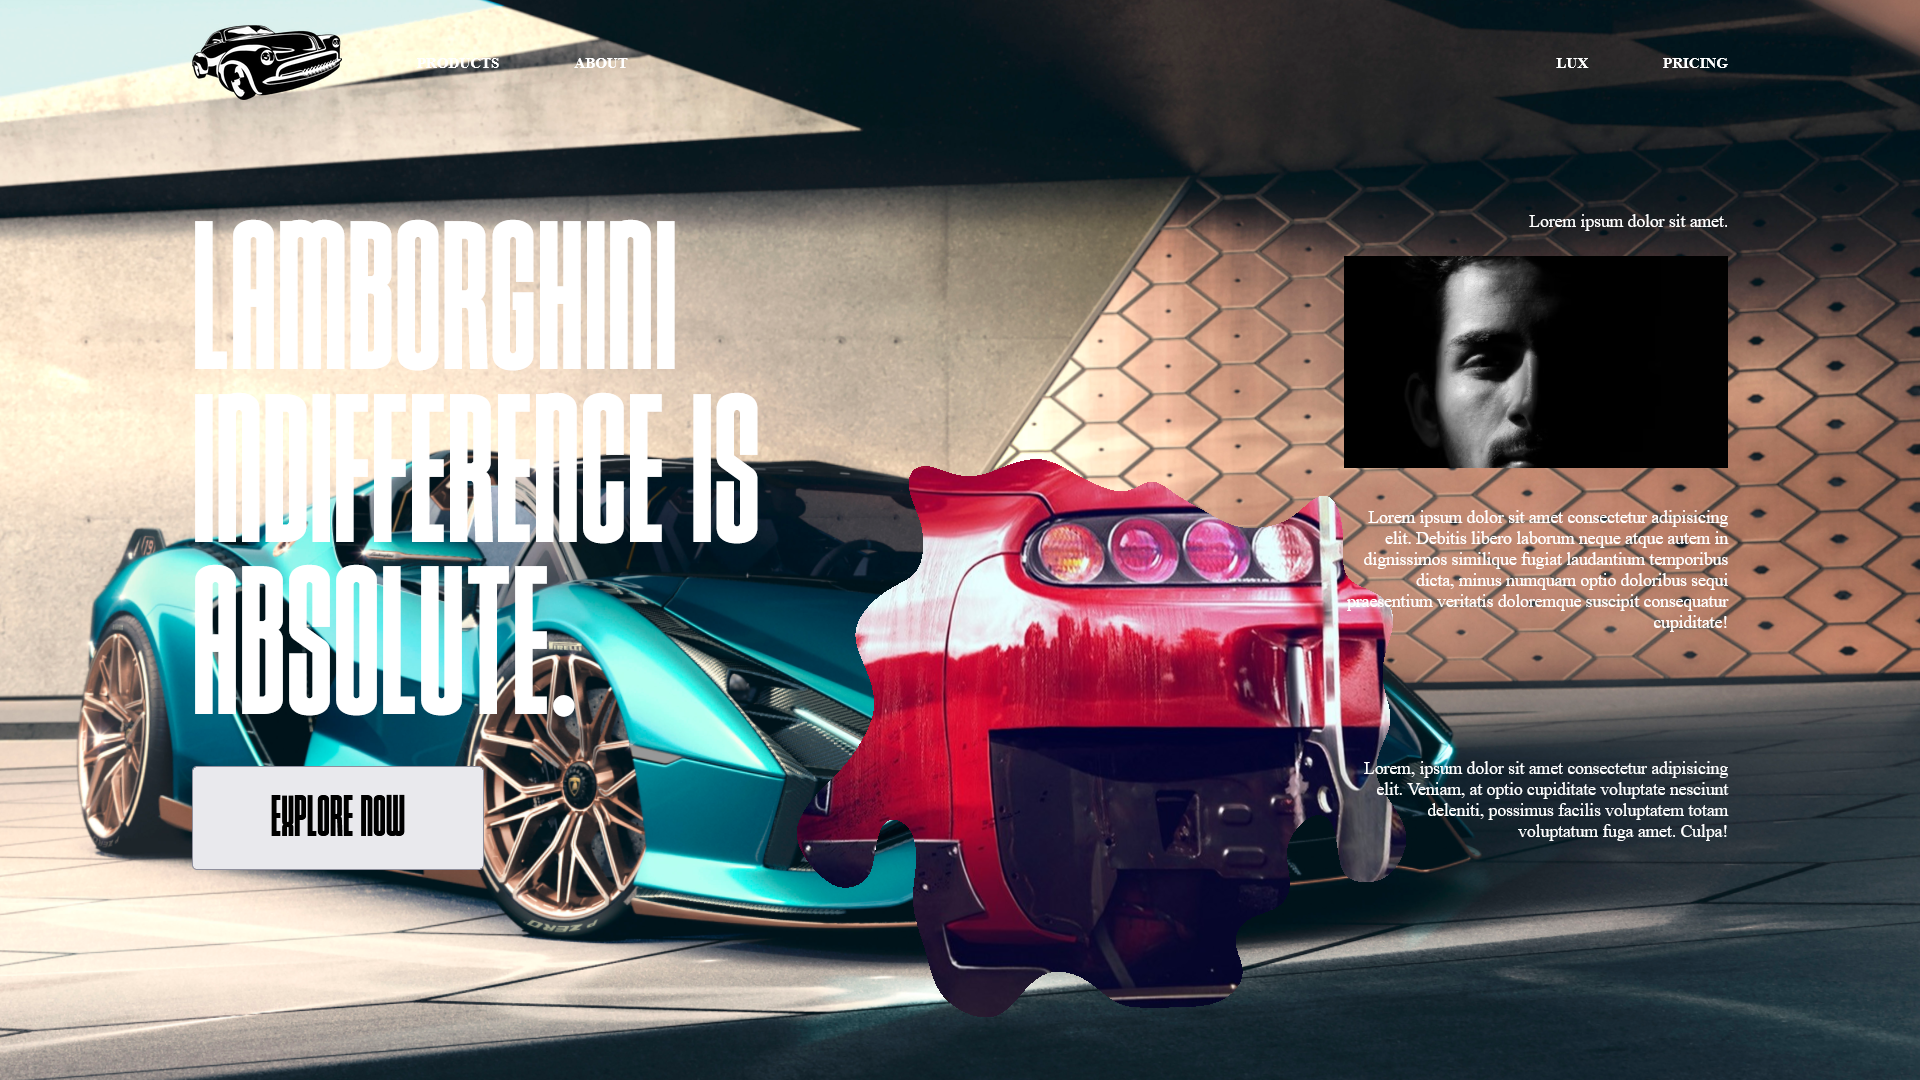 PRODUCTS
ABOUT
LUX
PRICING
LAMBORGHINI
INDIFFERENCE IS
ABSOLUTE.
EXPLORE NOW
Lorem ipsum dolor sit amet.
Lorem ipsum dolor sit amet consectetur adipisicing
elit. Debitis libero laborum neque atque autem in
dignissimos similique fugiat laudantium temporibus
dicta, minus numquam optio doloribus sequi
praesentium veritatis doloremque suscipit consequatur
cupiditate!
Lorem, ipsum dolor sit amet consectetur adipisicing
elit. Veniam, at optio cupiditate voluptate nesciunt
deleniti, possimus facilis voluptatem totam
voluptatum fuga amet. Culpa!
19
PIRELLI
P ZERO